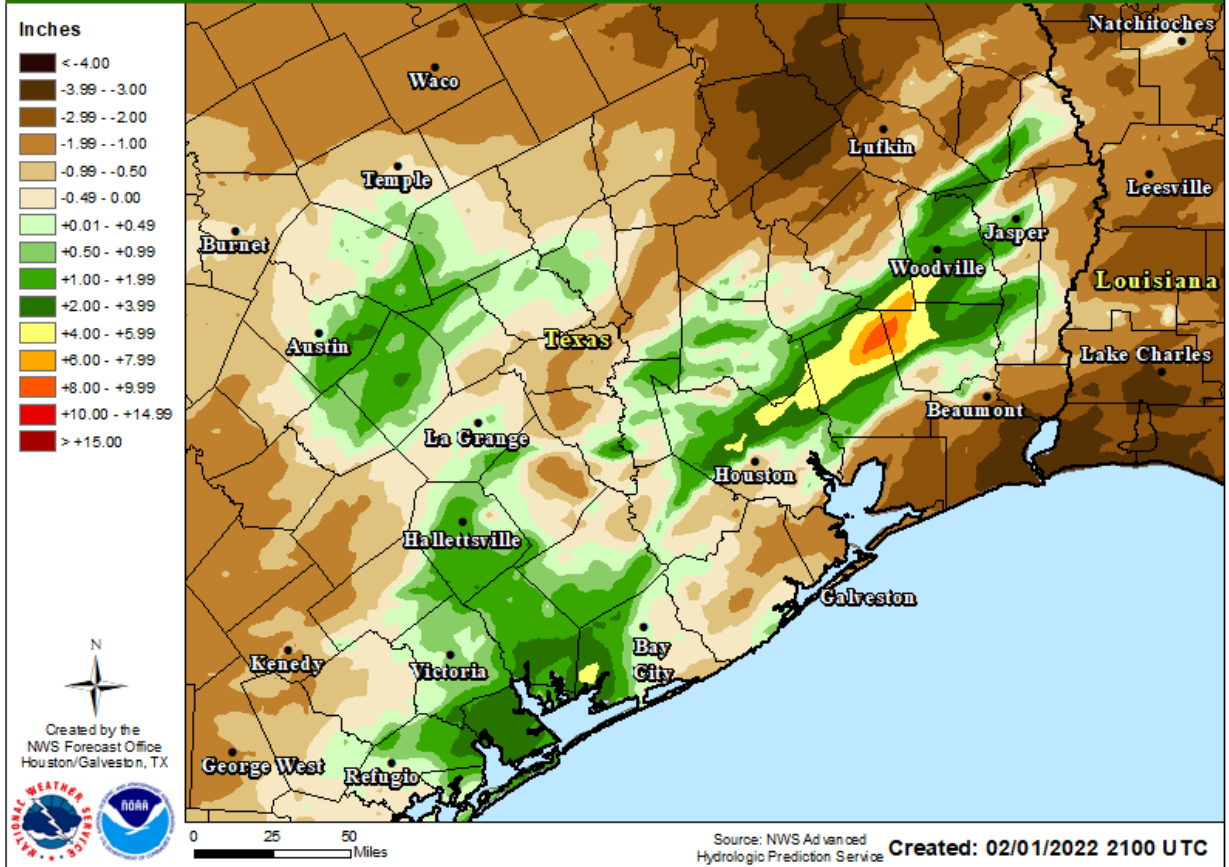 Inches
< -4.00
-3.99 - -3.00
-2.99 - -2.00
-1.99 - -1.00
-0.99 - -0.50
-0.49 - 0.00
+0.01 - +0.49
+0.50 - +0.99
+1.00 - +1.99
+2.00 - +3.99
+4.00 - +5.99
+6.00 - +7.99
+8.00 - +9.99
+10.00 - +14.99
> +15.00
Natchitoches
Waco
Lufkin
Temple
Leesville
Burnet
Jasper
Woodville
Louisiana
Austin
Texas
Lake Charles
Beaumont
La Grange
Houston
Hallettsville
Galveston
Bay
City
Kenedy
Victoria
George West
Refugio
N
Created by the
NWS Forecast Office
Houston/Galveston, TX
NATIONAL WEATHER SERVICE
NOAA
0 25 50
Miles
Source: NWS Advanced
Hydrologic Prediction Service
Created: 02/01/2022 2100 UTC